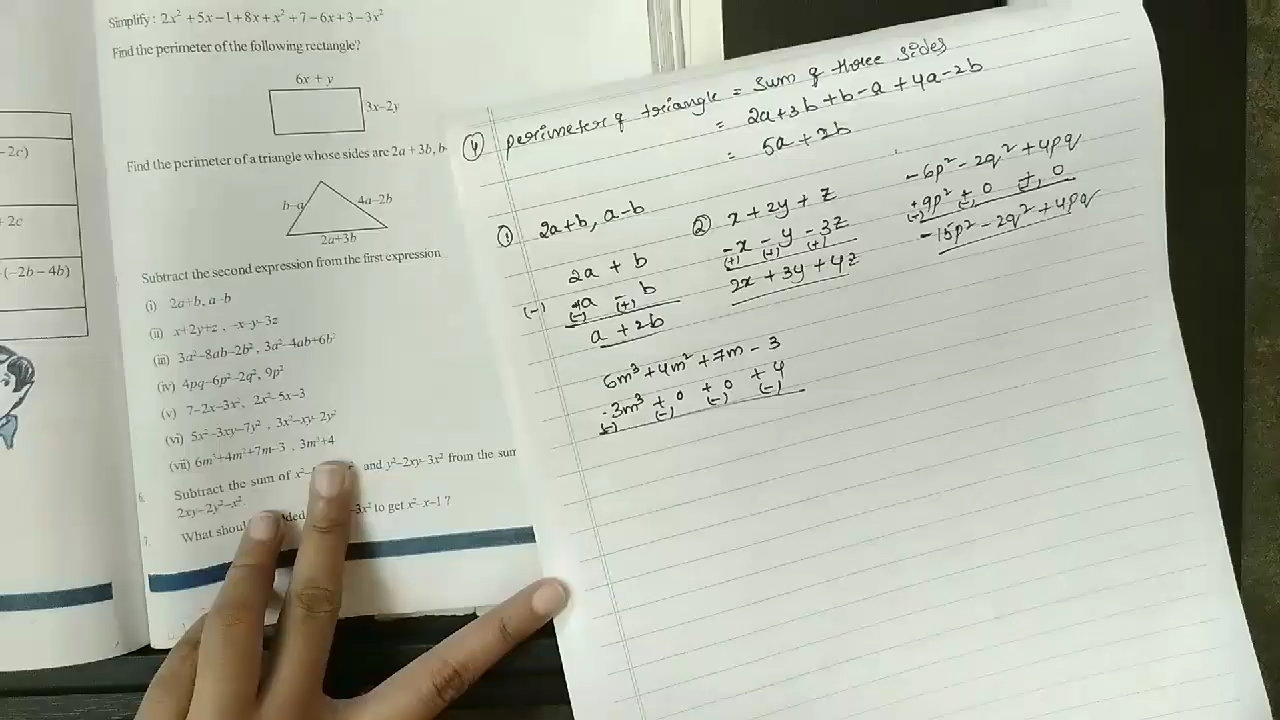 Simplify: 2x² + 5x − 1 + 8x + x² + 7 − 6x + 3 − 3x²
Find the perimeter of the following rectangle?
6x + y
3x−2y
Find the perimeter of a triangle whose sides are 2a + 3b, b-
b−a
4a−2b
2a+3b
Subtract the second expression from the first expression
(i) 2a+b, a−b
(ii) x+2y+z, -x-y-3z
(iii) 3a²−8ab−2b², 3a²−4ab+6b²
(iv) 4pq−6p²−2q², 9p²
(v) 7−2x−3x², 2x²−5x−3
(vi) 5x²−3xy−7y², 3x²−xy−2y²
(vii) 6m³+4m²+7m−3, 3m³+4
6. Subtract the sum of and y²−2xy−3x² from the sum
2xy−2y²−x².
7. What should −3x² to get x²−x−1?
−2c)
+ 2c
(−2b − 4b)
④ perimeter of triangle = sum of three sides
= 2a+3b+b−a+4a−2b
= 5a+2b
① 2a+b, a−b
2a + b
(−) +a − b
(−) (+)
a + 2b
② x + 2y + z
−x − y − 3z
(+) (+) (+)
2x + 3y + 4z
−6p² − 2q² + 4pq
+9p² + 0 + 0
(−) (−) (−)
−15p² − 2q² + 4pq
6m³ + 4m² + 7m − 3
3m³ + 0 + 0 + 4
(−) (−) (−) (−)